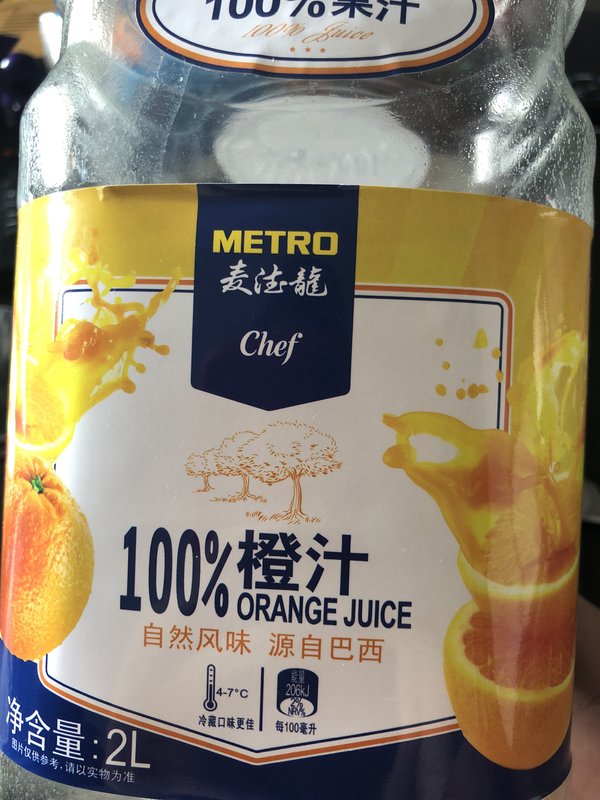 100%果汁
100% Juice
METRO
麦德龍
Chef
100%橙汁
ORANGE JUICE
自然风味 源自巴西
4-7°C
冷藏口味更佳
能量
206kJ
NRV%
每100毫升
净含量:2L
图片仅供参考,请以实物为准